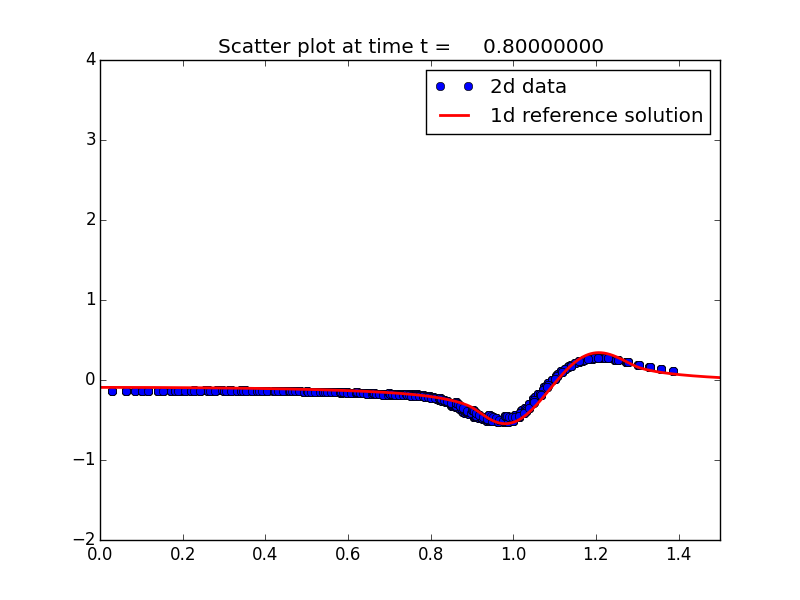 Scatter plot at time t =     0.80000000
2d data
1d reference solution
4
3
2
1
0
−1
−2
0.0 0.2 0.4 0.6 0.8 1.0 1.2 1.4